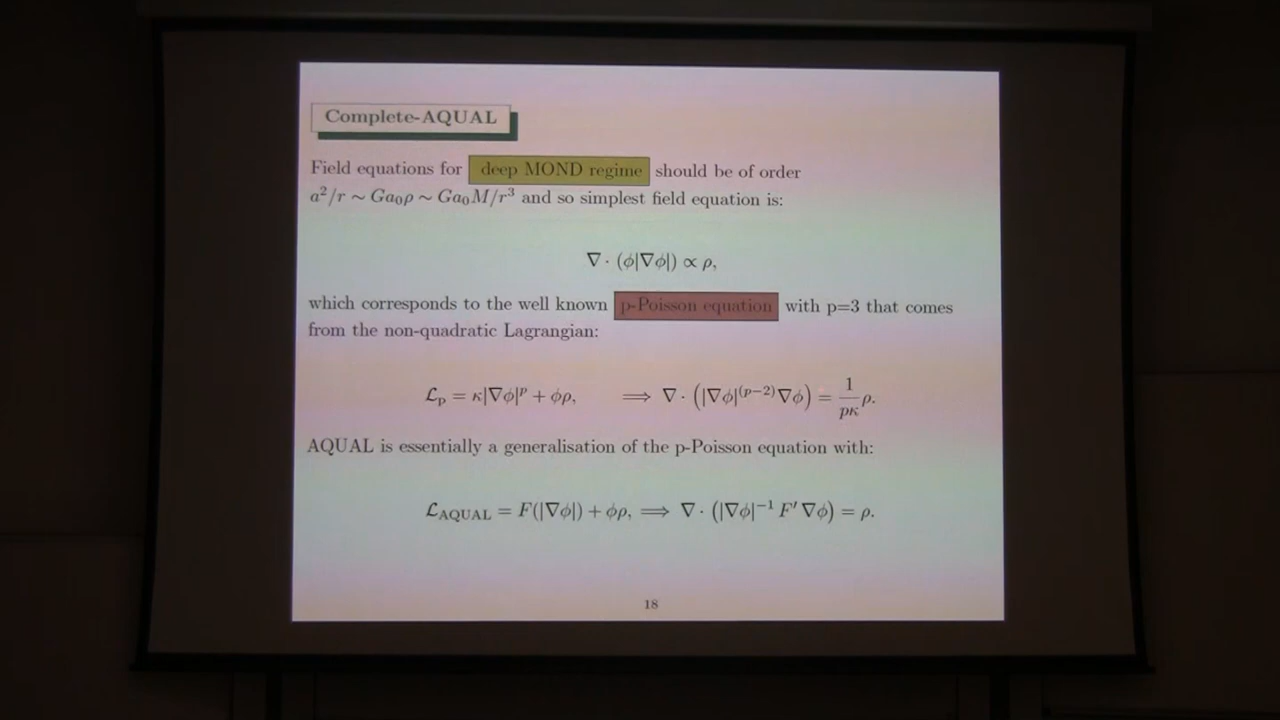 Complete-AQUAL
Field equations for deep MOND regime should be of order
a²/r ∼ Ga₀ρ ∼ Ga₀M/r³ and so simplest field equation is:
∇ · (ϕ|∇ϕ|) ∝ ρ,
which corresponds to the well known p-Poisson equation with p=3 that comes
from the non-quadratic Lagrangian:
ℒₚ = κ|∇ϕ|ᵖ + ϕρ, ⟹ ∇ · (|∇ϕ|⁽ᵖ⁻²⁾∇ϕ) = 1/pκ ρ.
AQUAL is essentially a generalisation of the p-Poisson equation with:
ℒ_AQUAL = F(|∇ϕ|) + ϕρ, ⟹ ∇ · (|∇ϕ|⁻¹ F′∇ϕ) = ρ.
18